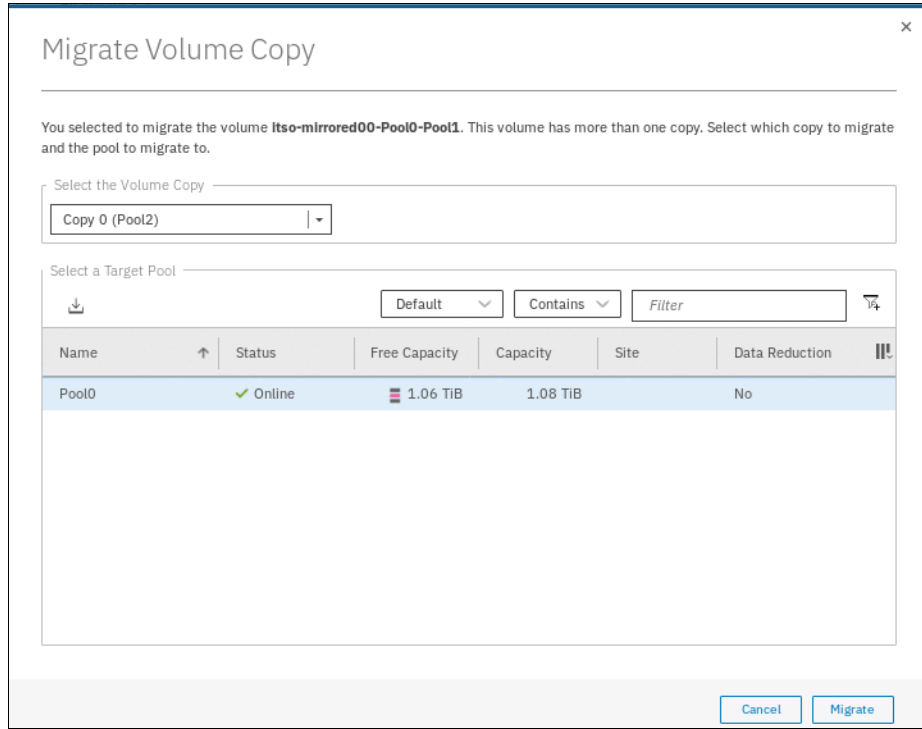 Migrate Volume Copy
You selected to migrate the volume Itso-mirrored00-Pool0-Pool1. This volume has more than one copy. Select which copy to migrate
and the pool to migrate to.
Select the Volume Copy
Copy 0 (Pool2)
Select a Target Pool
Default Contains Filter
Name Status Free Capacity Capacity Site Data Reduction
Pool0 Online 1.06 TiB 1.08 TiB No
Cancel Migrate